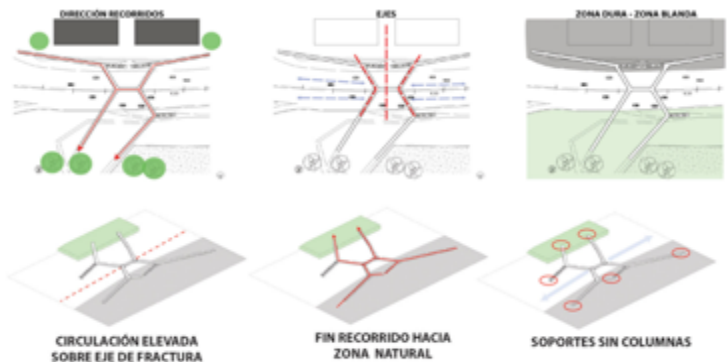 DIRECCIÓN RECORRIDOS
EJES
ZONA DURA - ZONA BLANDA
CIRCULACIÓN ELEVADA
SOBRE EJE DE FRACTURA
FIN RECORRIDO HACIA
ZONA NATURAL
SOPORTES SIN COLUMNAS